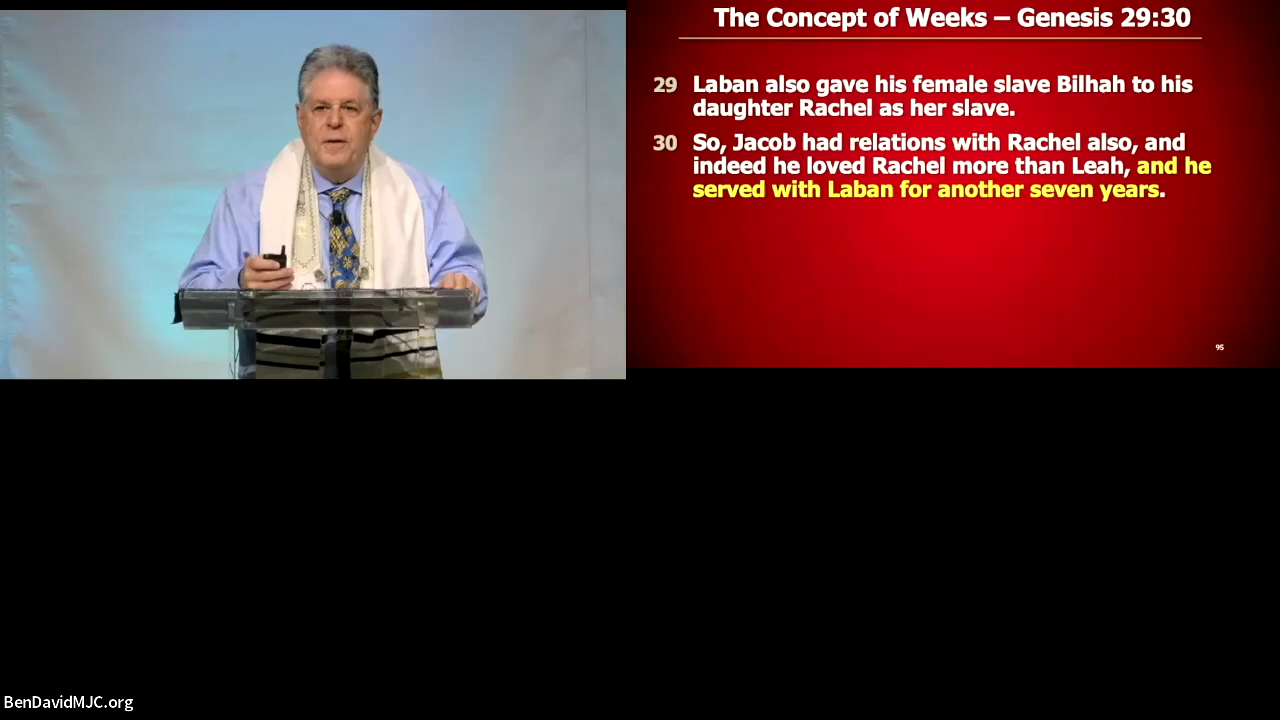 The Concept of Weeks – Genesis 29:30
29 Laban also gave his female slave Bilhah to his
daughter Rachel as her slave.
30 So, Jacob had relations with Rachel also, and
indeed he loved Rachel more than Leah, and he
served with Laban for another seven years.
95
BenDavidMJC.org